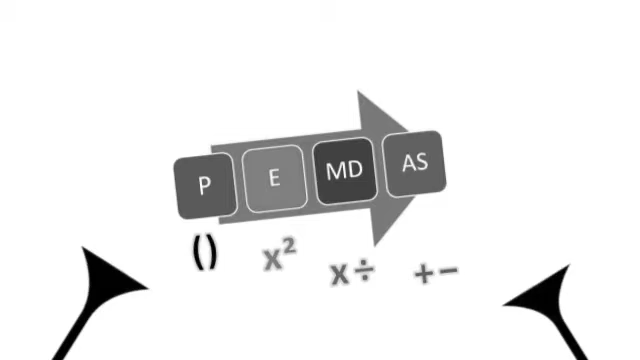 P E MD AS
() x² x÷ +−